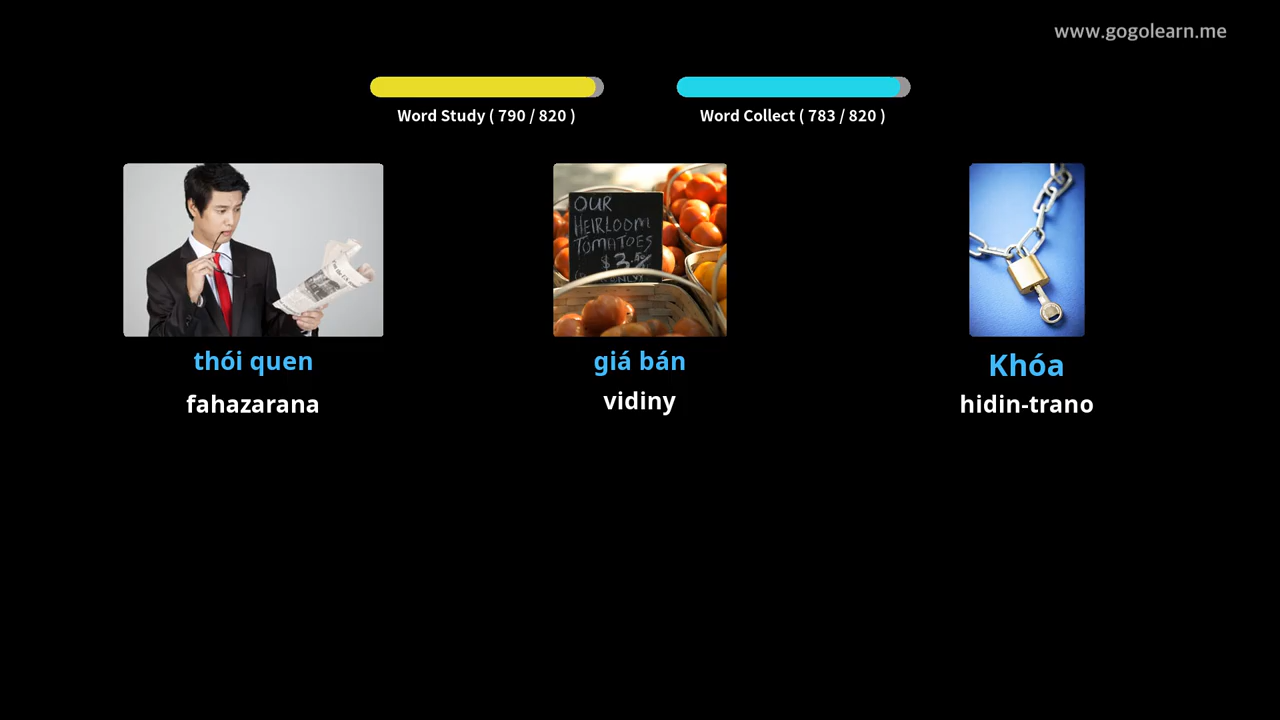 www.gogolearn.me
Word Study ( 790 / 820 )
Word Collect ( 783 / 820 )
OUR
HEIRLOOM
TOMATOES
thói quen
giá bán
Khóa
fahazarana
vidiny
hidin-trano